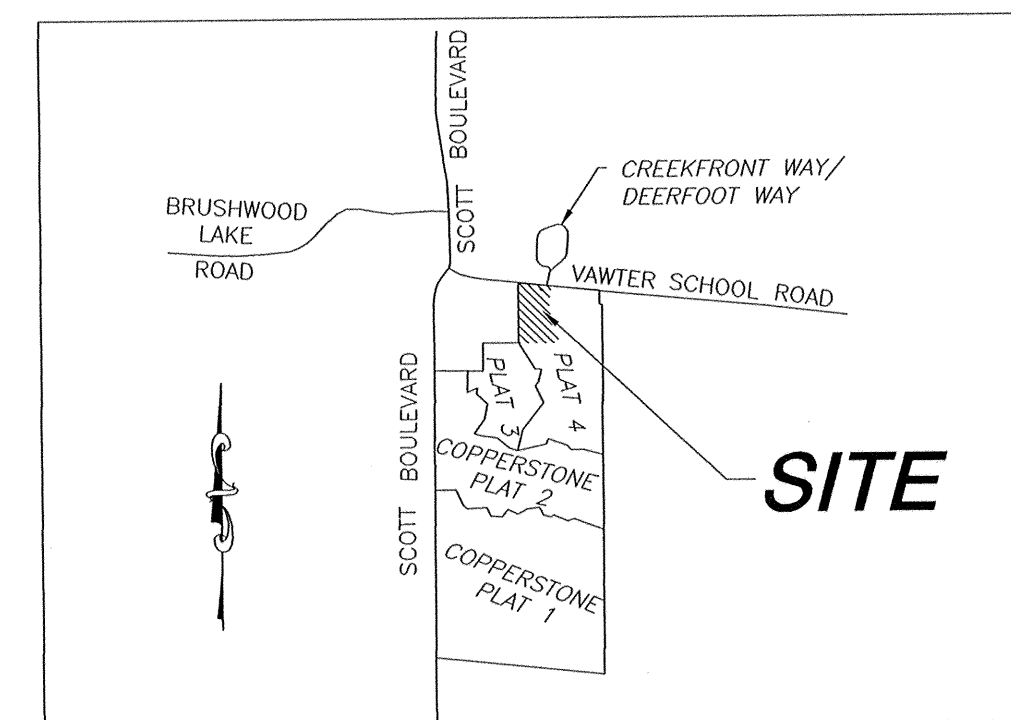 SCOTT BOULEVARD
CREEKFRONT WAY/
DEERFOOT WAY
BRUSHWOOD
LAKE
ROAD
VAWTER SCHOOL ROAD
SCOTT BOULEVARD
PLAT 3
PLAT 4
SITE
COPPERSTONE
PLAT 2
COPPERSTONE
PLAT 1